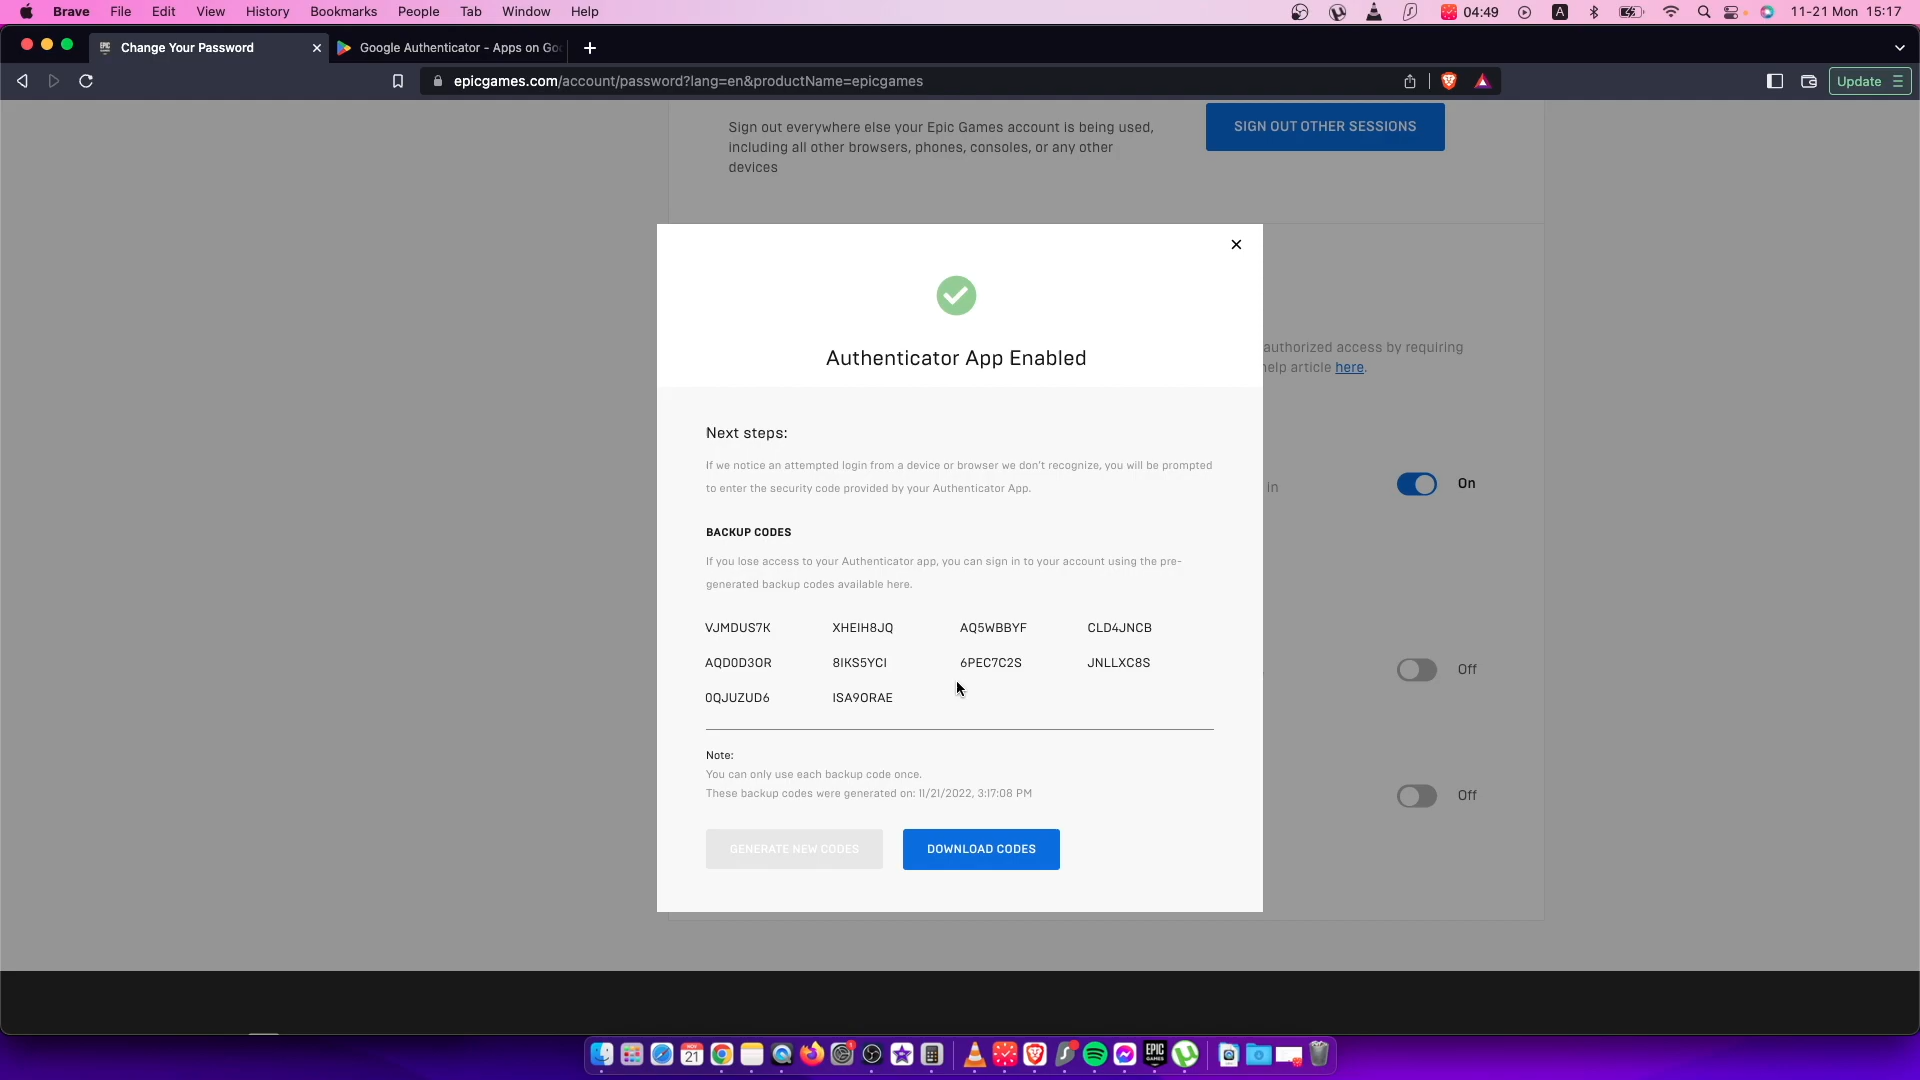 Brave File Edit View History Bookmarks People Tab Window Help 04:49 A 11-21 Mon 15:17
EPIC Change Your Password Google Authenticator - Apps on Goo
epicgames.com/account/password?lang=en&productName=epicgames Update
Sign out everywhere else your Epic Games account is being used,
including all other browsers, phones, consoles, or any other
devices
SIGN OUT OTHER SESSIONS
authorized access by requiring
help article here.
Authenticator App Enabled
Next steps:
If we notice an attempted login from a device or browser we don't recognize, you will be prompted
to enter the security code provided by your Authenticator App.
in On
BACKUP CODES
If you lose access to your Authenticator app, you can sign in to your account using the pre-
generated backup codes available here.
VJMDUS7K XHEIH8JQ AQ5WBBYF CLD4JNCB
AQD0D3OR 8IKS5YCI 6PEC7C2S JNLLXC8S
Off
0QJUZUD6 ISA9ORAE
Note:
You can only use each backup code once.
These backup codes were generated on: 11/21/2022, 3:17:08 PM
Off
GENERATE NEW CODES DOWNLOAD CODES
NOV
21
EPIC
GAMES